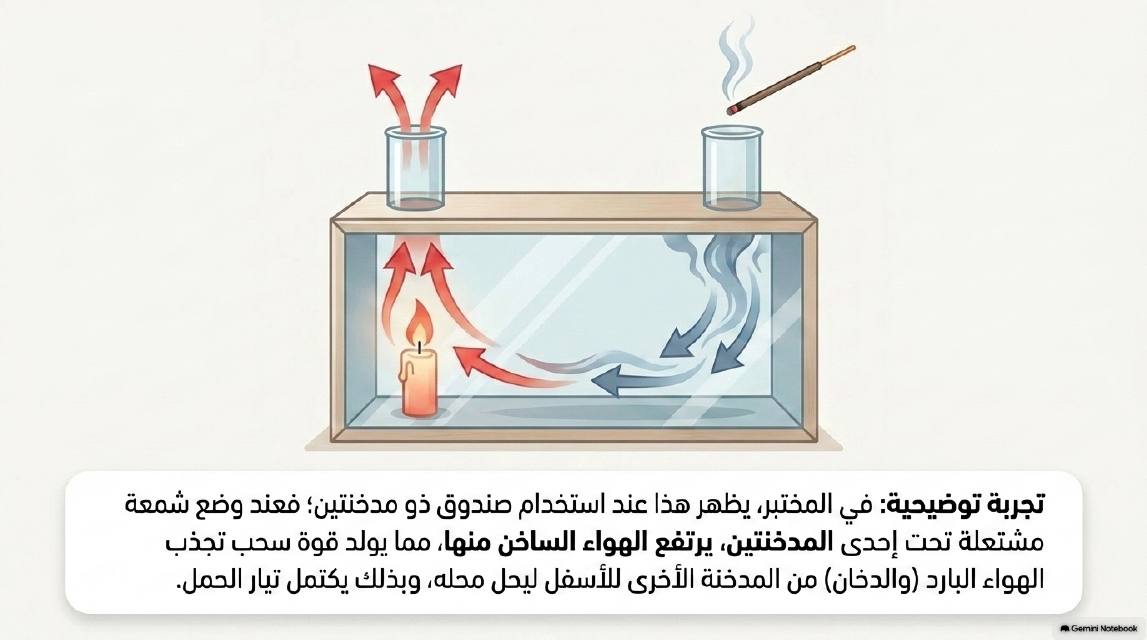 تجربة توضيحية: في المختبر، يظهر هذا عند استخدام صندوق ذو مدخنتين؛ فعند وضع شمعة
مشتعلة تحت إحدى المدخنتين، يرتفع الهواء الساخن منها، مما يولد قوة سحب تجذب
الهواء البارد (والدخان) من المدخنة الأخرى للأسفل ليحل محله، وبذلك يكتمل تيار الحمل.
Gemini Notebook